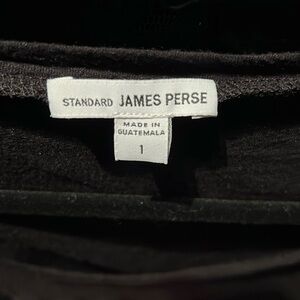 STANDARD JAMES PERSE
MADE IN
GUATEMALA
1